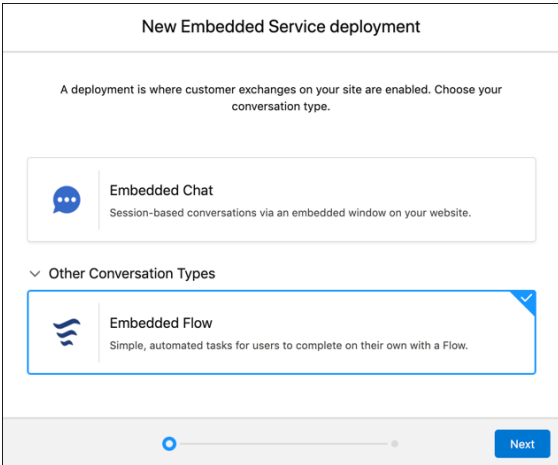 New Embedded Service deployment
A deployment is where customer exchanges on your site are enabled. Choose your
conversation type.
Embedded Chat
Session-based conversations via an embedded window on your website.
Other Conversation Types
Embedded Flow
Simple, automated tasks for users to complete on their own with a Flow.
Next